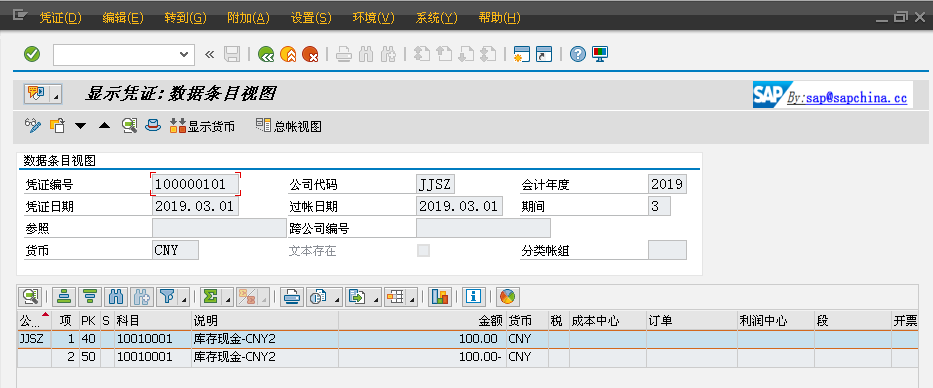 凭证(D) 编辑(E) 转到(G) 附加(A) 设置(S) 环境(V) 系统(Y) 帮助(H)
显示凭证:数据条目视图
SAP By:sap@sapchina.cc
显示货币 总帐视图
数据条目视图
凭证编号 100000101 公司代码 JJSZ 会计年度 2019
凭证日期 2019.03.01 过帐日期 2019.03.01 期间 3
参照 跨公司编号
货币 CNY 文本存在 分类帐组
公... 项 PK S 科目 说明 金额 货币 税 成本中心 订单 利润中心 段 开票
JJSZ 1 40 10010001 库存现金-CNY2 100.00 CNY
2 50 10010001 库存现金-CNY2 100.00- CNY